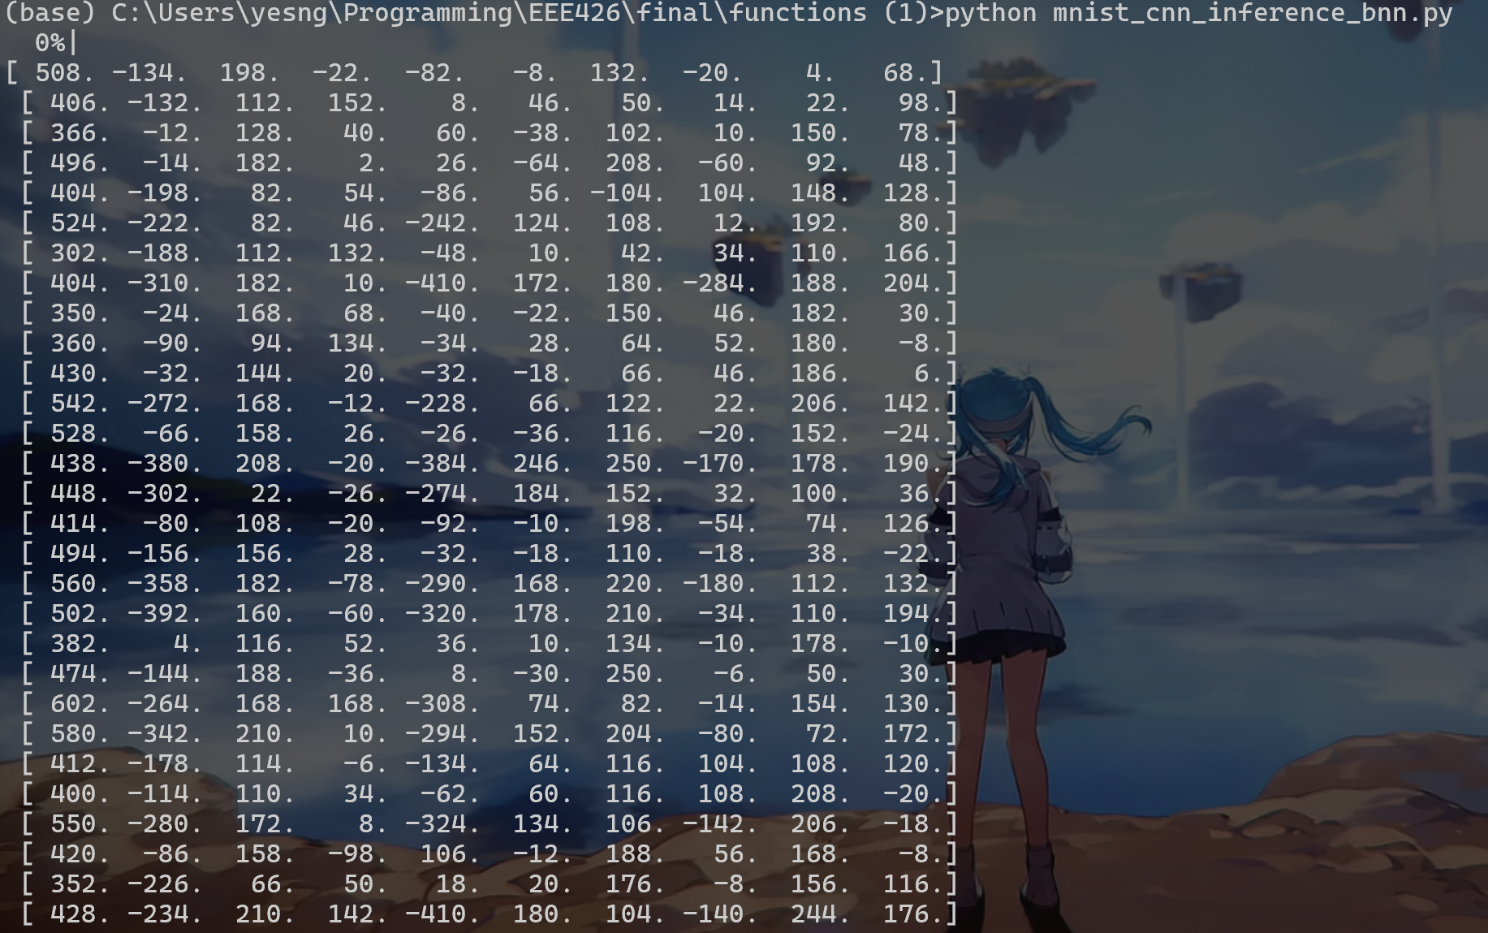 (base) C:\Users\yesng\Programming\EEE426\final\functions (1)>python mnist_cnn_inference_bnn.py
0%|
[ 508. -134. 198. -22. -82. -8. 132. -20. 4. 68.]
[ 406. -132. 112. 152. 8. 46. 50. 14. 22. 98.]
[ 366. -12. 128. 40. 60. -38. 102. 10. 150. 78.]
[ 496. -14. 182. 2. 26. -64. 208. -60. 92. 48.]
[ 404. -198. 82. 54. -86. 56. -104. 104. 148. 128.]
[ 524. -222. 82. 46. -242. 124. 108. 12. 192. 80.]
[ 302. -188. 112. 132. -48. 10. 42. 34. 110. 166.]
[ 404. -310. 182. 10. -410. 172. 180. -284. 188. 204.]
[ 350. -24. 168. 68. -40. -22. 150. 46. 182. 30.]
[ 360. -90. 94. 134. -34. 28. 64. 52. 180. -8.]
[ 430. -32. 144. 20. -32. -18. 66. 46. 186. 6.]
[ 542. -272. 168. -12. -228. 66. 122. 22. 206. 142.]
[ 528. -66. 158. 26. -26. -36. 116. -20. 152. -24.]
[ 438. -380. 208. -20. -384. 246. 250. -170. 178. 190.]
[ 448. -302. 22. -26. -274. 184. 152. 32. 100. 36.]
[ 414. -80. 108. -20. -92. -10. 198. -54. 74. 126.]
[ 494. -156. 156. 28. -32. -18. 110. -18. 38. -22.]
[ 560. -358. 182. -78. -290. 168. 220. -180. 112. 132.]
[ 502. -392. 160. -60. -320. 178. 210. -34. 110. 194.]
[ 382. 4. 116. 52. 36. 10. 134. -10. 178. -10.]
[ 474. -144. 188. -36. 8. -30. 250. -6. 50. 30.]
[ 602. -264. 168. 168. -308. 74. 82. -14. 154. 130.]
[ 580. -342. 210. 10. -294. 152. 204. -80. 72. 172.]
[ 412. -178. 114. -6. -134. 64. 116. 104. 108. 120.]
[ 400. -114. 110. 34. -62. 60. 116. 108. 208. -20.]
[ 550. -280. 172. 8. -324. 134. 106. -142. 206. -18.]
[ 420. -86. 158. -98. 106. -12. 188. 56. 168. -8.]
[ 352. -226. 66. 50. 18. 20. 176. -8. 156. 116.]
[ 428. -234. 210. 142. -410. 180. 104. -140. 244. 176.]